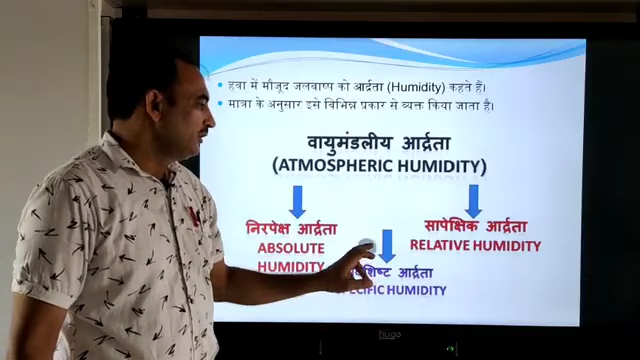 हवा में मौजूद जलवाष्प को आर्द्रता (Humidity) कहते हैं।
मात्रा के अनुसार इसे विभिन्न प्रकार से व्यक्त किया जाता है।
वायुमंडलीय आर्द्रता
(ATMOSPHERIC HUMIDITY)
निरपेक्ष आर्द्रता
ABSOLUTE
HUMIDITY
सापेक्षिक आर्द्रता
RELATIVE HUMIDITY
आर्द्रता
HUMIDITY
hugo